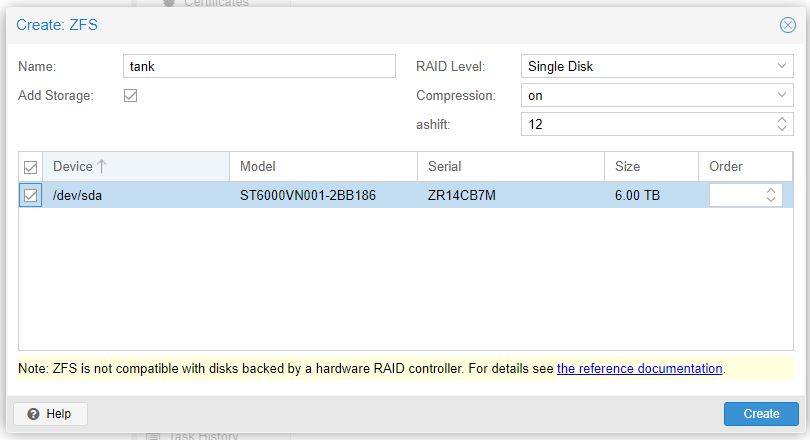 Certificates
Create: ZFS
Name: tank RAID Level: Single Disk
Add Storage: Compression: on
ashift: 12
Device Model Serial Size Order
/dev/sda ST6000VN001-2BB186 ZR14CB7M 6.00 TB
Note: ZFS is not compatible with disks backed by a hardware RAID controller. For details see the reference documentation.
Help Create
Task History